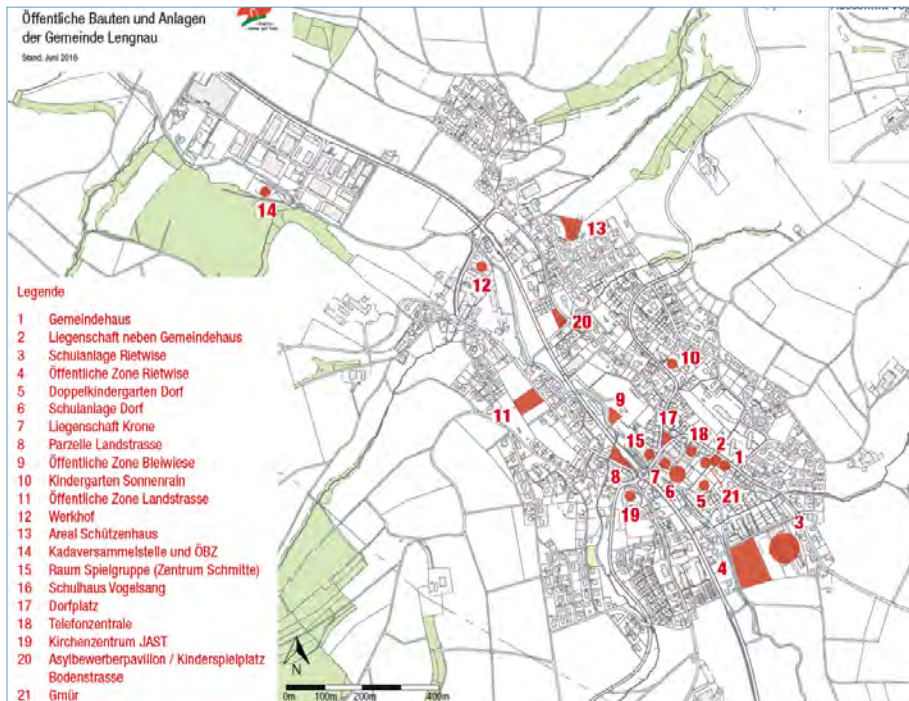 Öffentliche Bauten und Anlagen
der Gemeinde Lengnau
Stand: Juni 2016
14
13
12
20
10
11
9
17
15
18
2
1
8
7
6
5
21
19
3
4
Legende
1 Gemeindehaus
2 Liegenschaft neben Gemeindehaus
3 Schulanlage Rietwise
4 Öffentliche Zone Rietwise
5 Doppelkindergarten Dorf
6 Schulanlage Dorf
7 Liegenschaft Krone
8 Parzelle Landstrasse
9 Öffentliche Zone Bleiwiese
10 Kindergarten Sonnenrain
11 Öffentliche Zone Landstrasse
12 Werkhof
13 Areal Schützenhaus
14 Kadaversammelstelle und ÖBZ
15 Raum Spielgruppe (Zentrum Schmitte)
16 Schulhaus Vogelsang
17 Dorfplatz
18 Telefonzentrale
19 Kirchenzentrum JAST
20 Asylbewerberpavillon / Kinderspielplatz
Bodenstrasse
21 Gmür
N
0m 100m 200m 400m